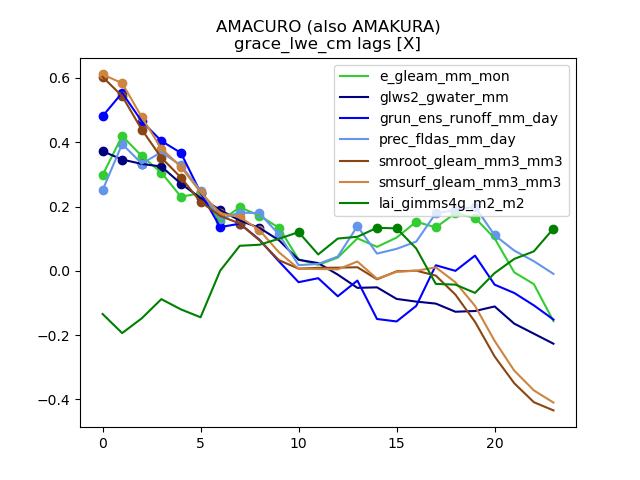 AMACURO (also AMAKURA)
grace_lwe_cm lags [X]
e_gleam_mm_mon
glws2_gwater_mm
grun_ens_runoff_mm_day
prec_fldas_mm_day
smroot_gleam_mm3_mm3
smsurf_gleam_mm3_mm3
lai_gimms4g_m2_m2
0.6
0.4
0.2
0.0
−0.2
−0.4
0 5 10 15 20